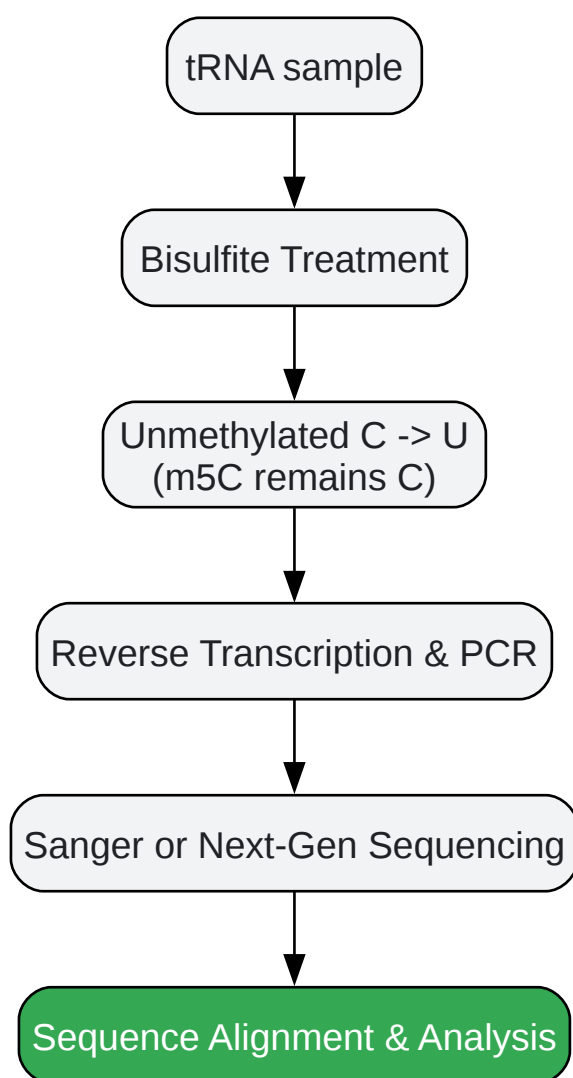 tRNA sample
Bisulfite Treatment
Unmethylated C -> U
(m5C remains C)
Reverse Transcription & PCR
Sanger or Next-Gen Sequencing
Sequence Alignment & Analysis